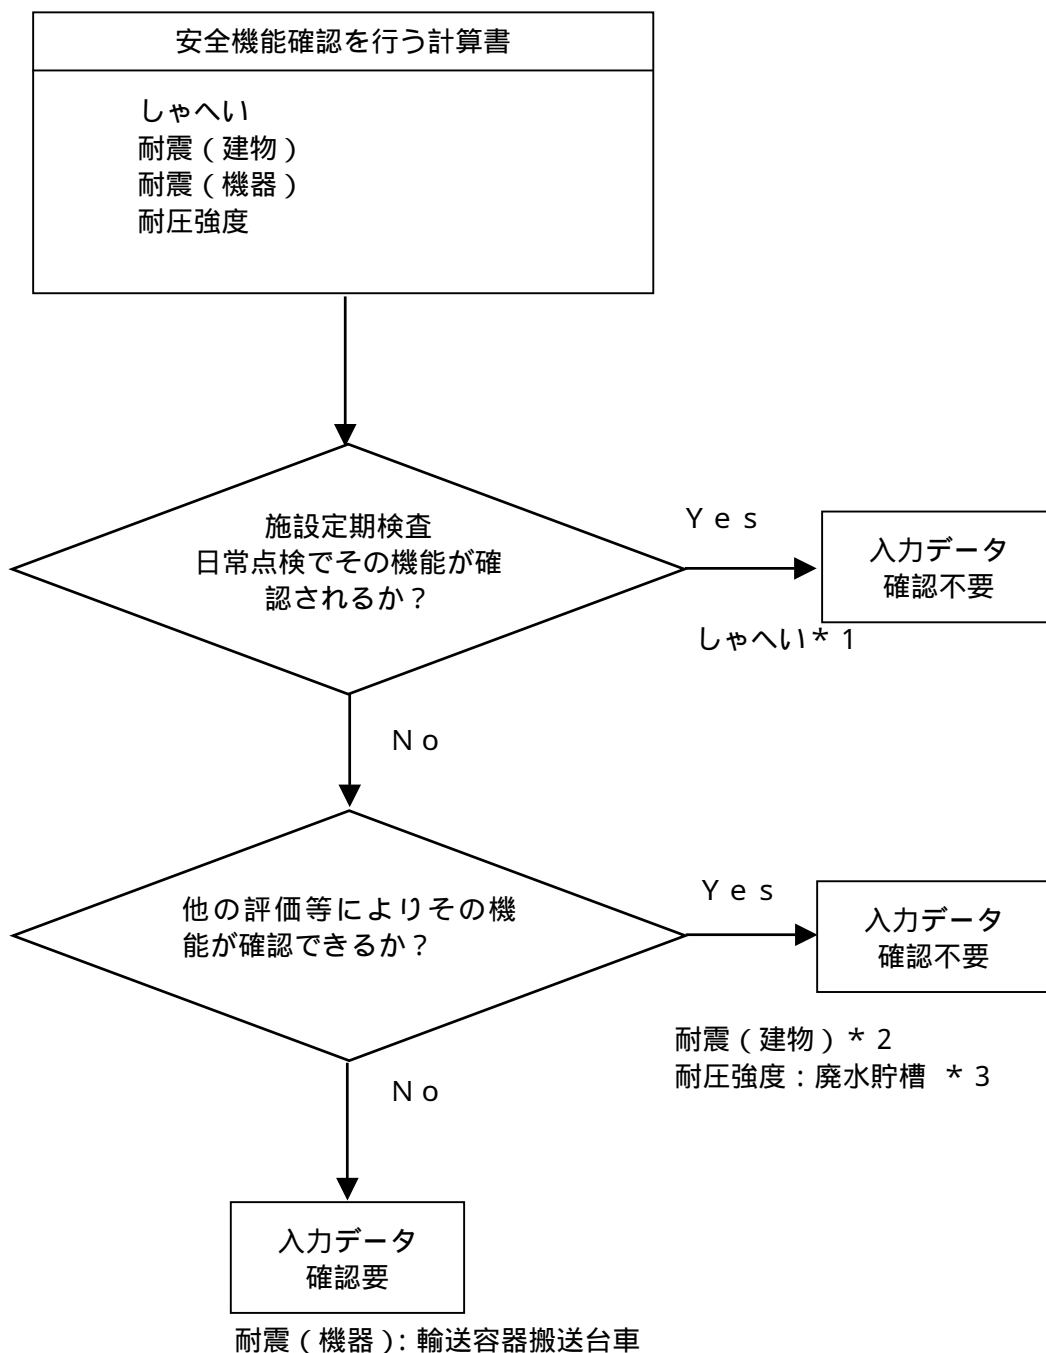 安全機能確認を行う計算書
しゃへい
耐震（建物）
耐震（機器）
耐圧強度
施設定期検査
日常点検でその機能が確
認されるか？
Ｙｅｓ
入力データ
確認不要
しゃへい＊１
Ｎｏ
他の評価等によりその機
能が確認できるか？
Ｙｅｓ
入力データ
確認不要
耐震（建物）＊２
耐圧強度：廃水貯槽 ＊３
Ｎｏ
入力データ
確認要
耐震（機器）：輸送容器搬送台車